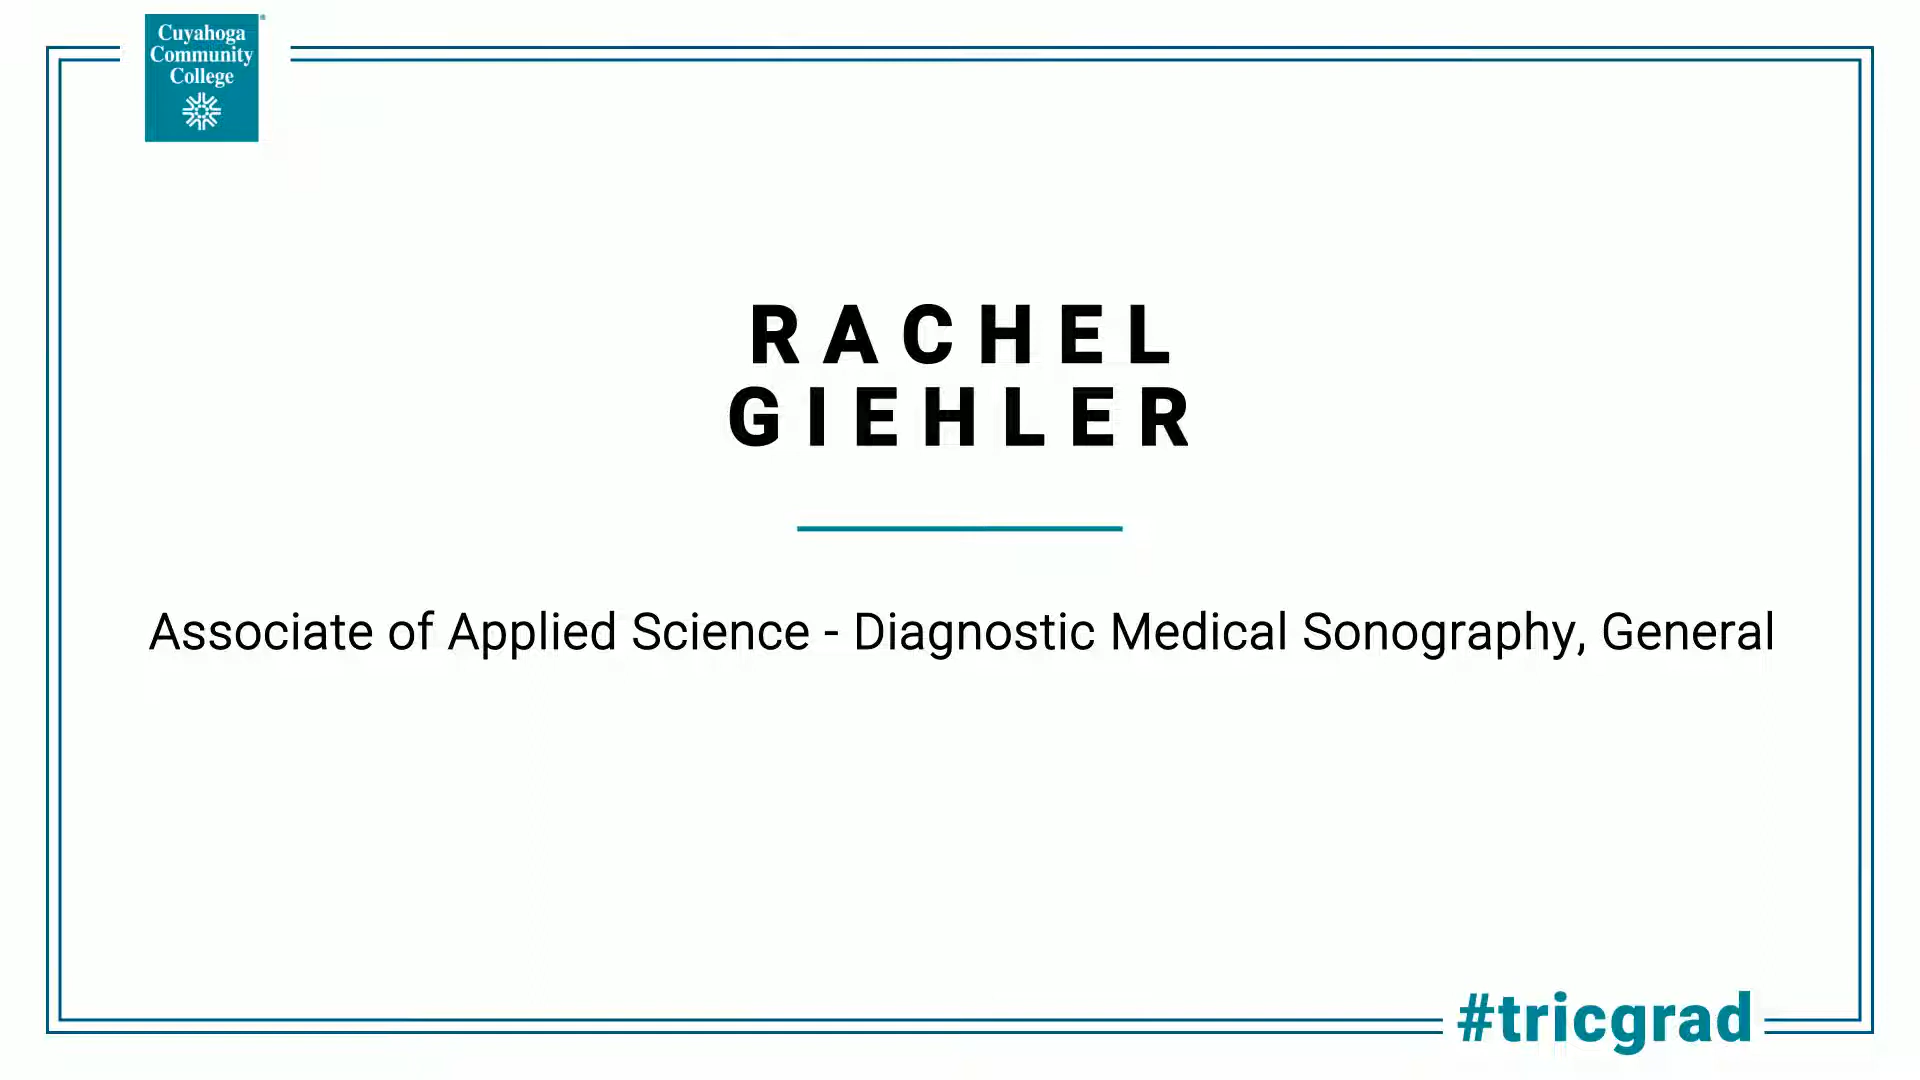 Cuyahoga
Community
College
RACHEL
GIEHLER
Associate of Applied Science - Diagnostic Medical Sonography, General
#tricgrad